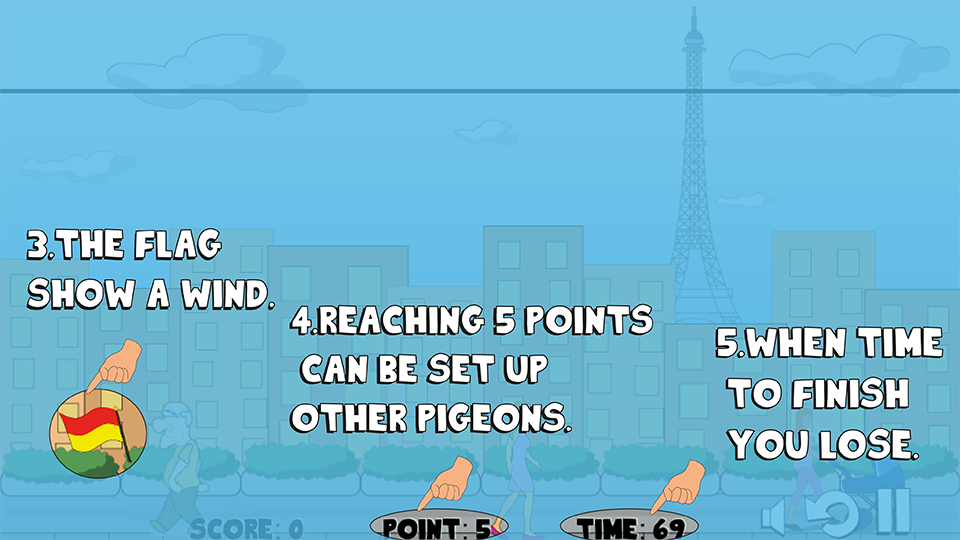 3.THE FLAG
SHOW A WIND.
4.REACHING 5 POINTS
CAN BE SET UP
OTHER PIGEONS.
5.WHEN TIME
TO FINISH
YOU LOSE.
SCORE: 0
POINT: 5
TIME: 69